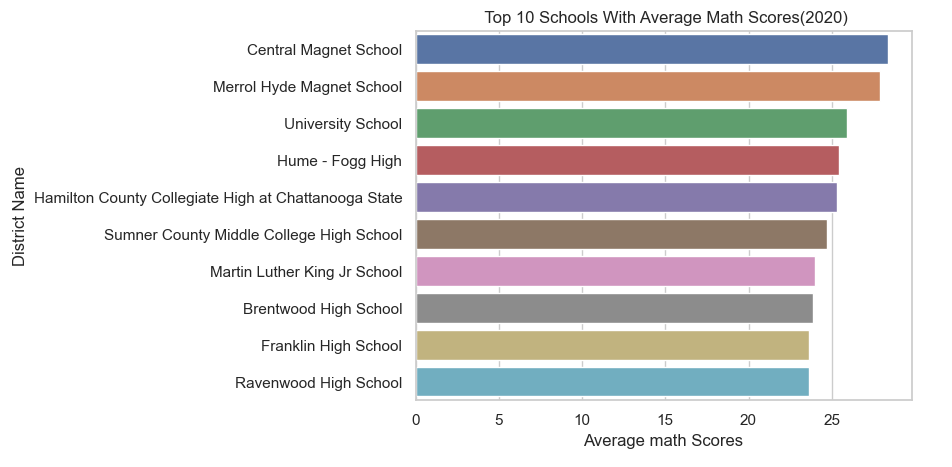 Top 10 Schools With Average Math Scores(2020)
District Name
Central Magnet School
Merrol Hyde Magnet School
University School
Hume - Fogg High
Hamilton County Collegiate High at Chattanooga State
Sumner County Middle College High School
Martin Luther King Jr School
Brentwood High School
Franklin High School
Ravenwood High School
0 5 10 15 20 25
Average math Scores